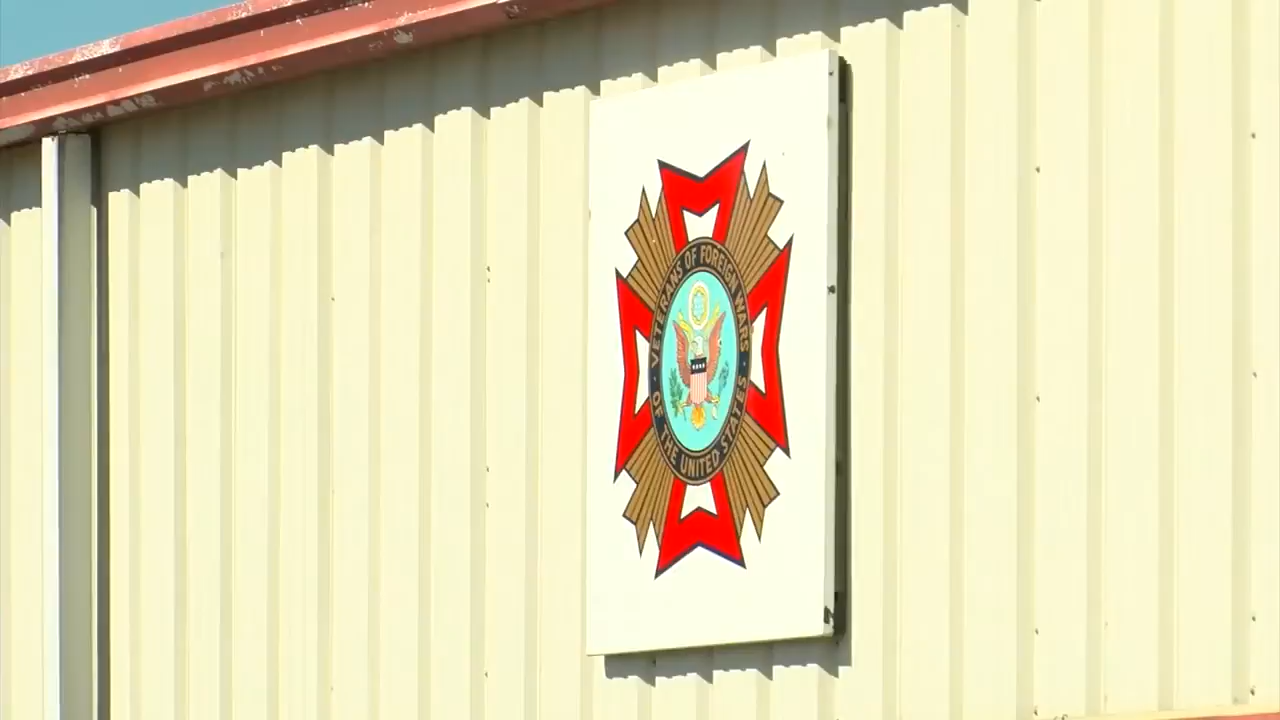 VETERANS OF FOREIGN WARS
OF THE UNITED STATES